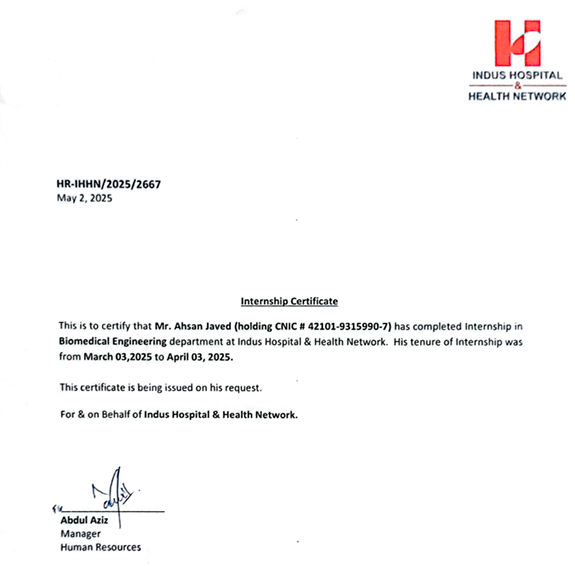 INDUS HOSPITAL
&
HEALTH NETWORK
HR-IHHN/2025/2667
May 2, 2025
Internship Certificate
This is to certify that Mr. Ahsan Javed (holding CNIC # 42101-9315990-7) has completed Internship in
Biomedical Engineering department at Indus Hospital & Health Network. His tenure of Internship was
from March 03,2025 to April 03, 2025.
This certificate is being issued on his request.
For & on Behalf of Indus Hospital & Health Network.
Abdul Aziz
Manager
Human Resources